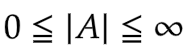 0 ≦ |A| ≦ ∞